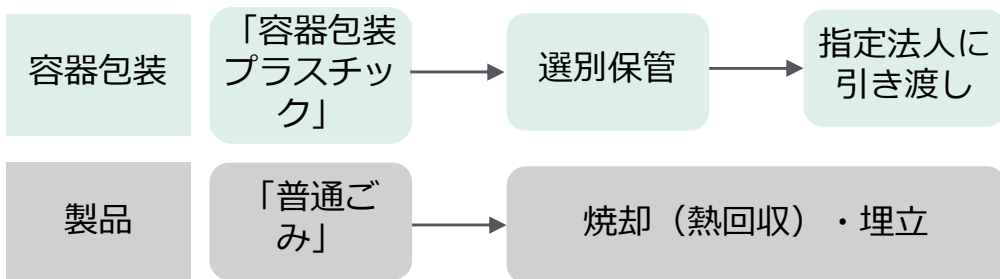 容器包装
「容器包装
プラスチッ
ク」
選別保管
指定法人に
引き渡し
製品
「普通ご
み」
焼却（熱回収）・埋立